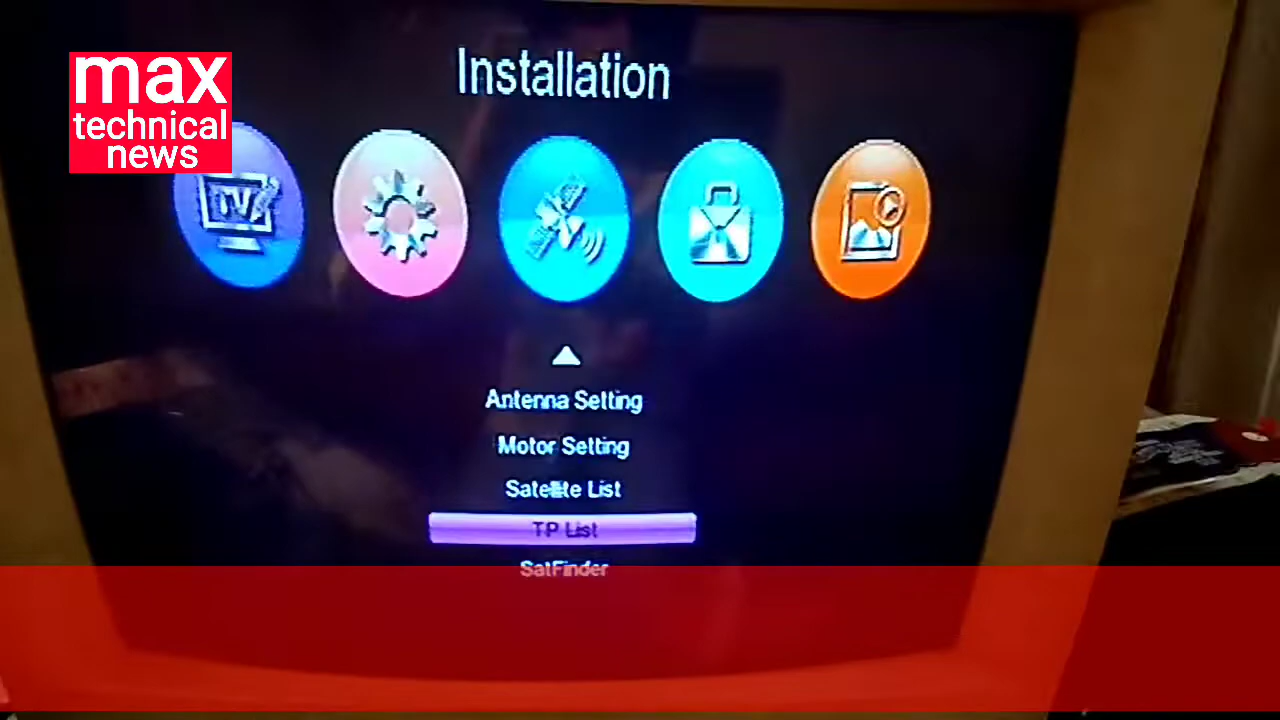 max
technical
news
Installation
TV
Antenna Setting
Motor Setting
Satellite List
TP List
SatFinder